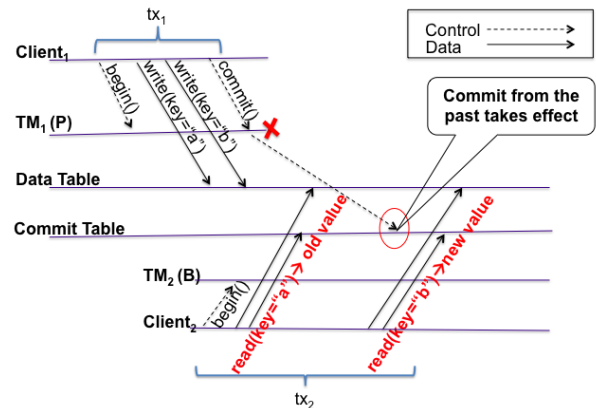 tx1
Control
Data
Client1
begin()
write(key="a")
write(key="b")
commit()
Commit from the
past takes effect
TM1 (P)
Data Table
Commit Table
TM2 (B)
begin()
Client2
read(key="a")→ old value
read(key="b")→new value
tx2